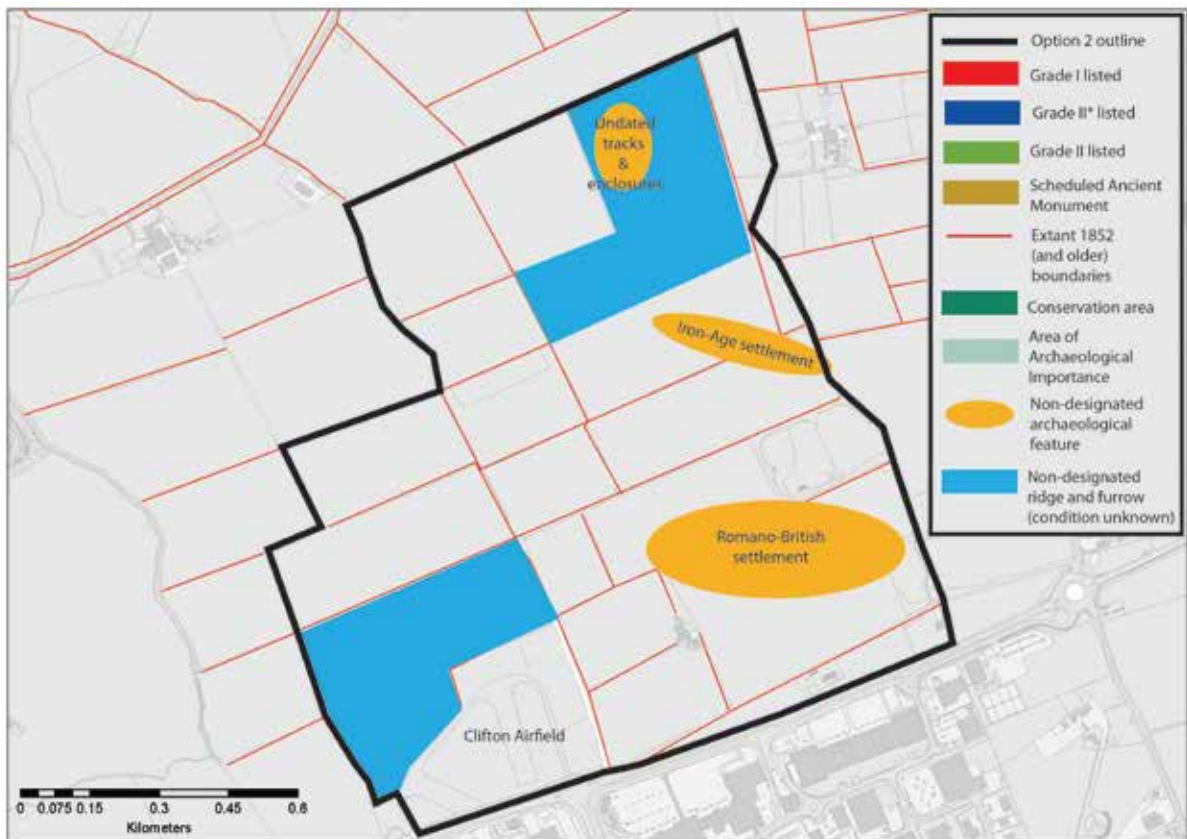 Undated
tracks
&
enclosures
Iron-Age settlement
Romano-British
settlement
Clifton Airfield
0 0.075 0.15 0.3 0.45 0.6
Kilometers
Option 2 outline
Grade I listed
Grade II* listed
Grade II listed
Scheduled Ancient
Monument
Extant 1852
(and older)
boundaries
Conservation area
Area of
Archaeological
Importance
Non-designated
archaeological
feature
Non-designated
ridge and furrow
(condition unknown)